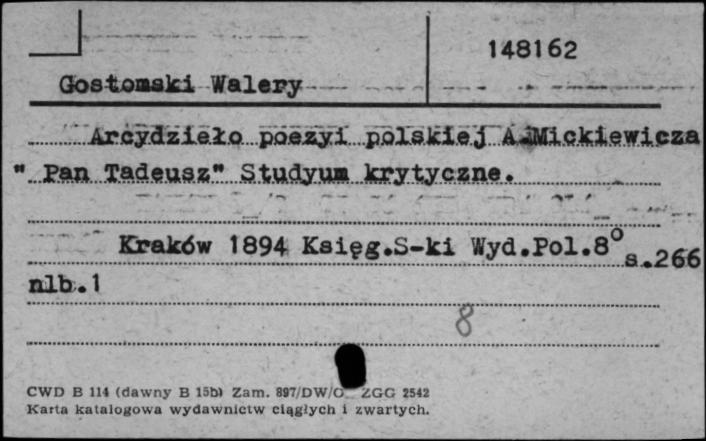 148162
Gostomski Walery
Arcydzieło poezyi polskiej A.Mickiewicza
" Pan Tadeusz" Studyum krytyczne.
Kraków 1894 Księg.S-ki Wyd.Pol.8° s.266
nlb.1
8
CWD B 114 (dawny B 15b) Zam. 897/DW/O ZGG 2542
Karta katalogowa wydawnictw ciągłych i zwartych.